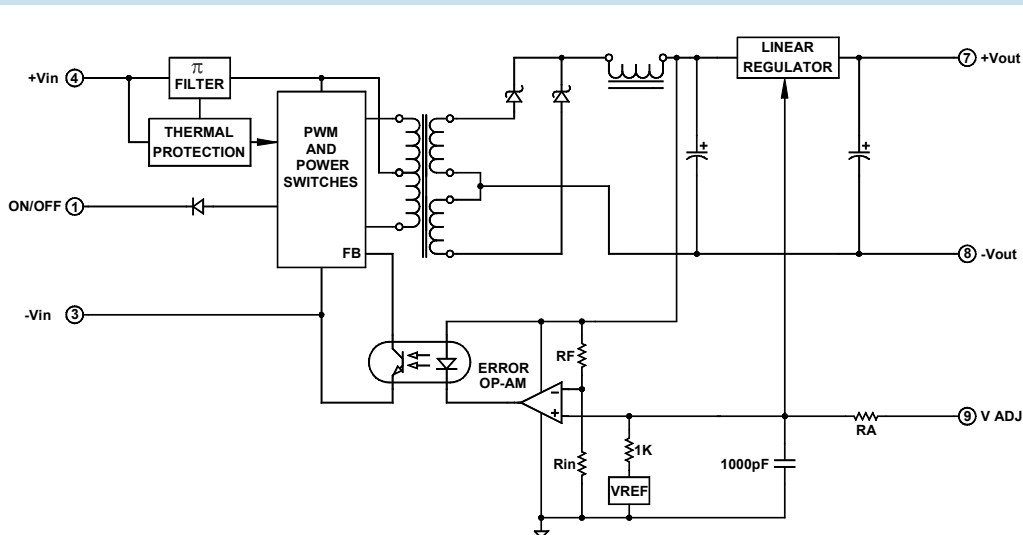 +Vin 4
π
FILTER
THERMAL
PROTECTION
PWM
AND
POWER
SWITCHES
FB
ON/OFF 1
-Vin 3
LINEAR
REGULATOR
7 +Vout
+
+
8 -Vout
ERROR
OP-AM
RF
−
+
Rin
1K
VREF
1000pF
RA
9 V ADJ